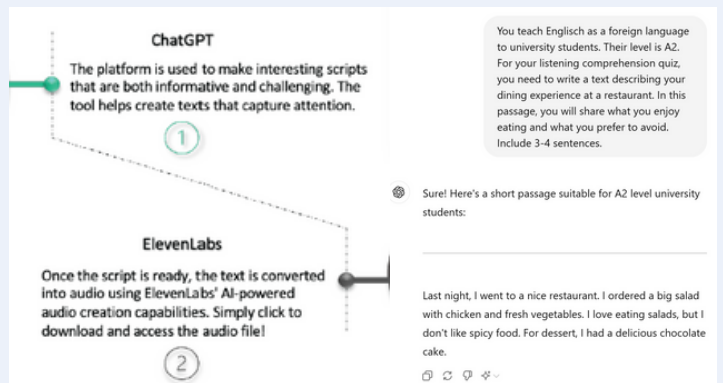 ChatGPT
The platform is used to make interesting scripts
that are both informative and challenging. The
tool helps create texts that capture attention.
1
ElevenLabs
Once the script is ready, the text is converted
into audio using ElevenLabs' AI-powered
audio creation capabilities. Simply click to
download and access the audio file!
2
You teach Englisch as a foreign language
to university students. Their level is A2.
For your listening comprehension quiz,
you need to write a text describing your
dining experience at a restaurant. In this
passage, you will share what you enjoy
eating and what you prefer to avoid.
Include 3-4 sentences.
Sure! Here's a short passage suitable for A2 level university
students:
Last night, I went to a nice restaurant. I ordered a big salad
with chicken and fresh vegetables. I love eating salads, but I
don't like spicy food. For dessert, I had a delicious chocolate
cake.